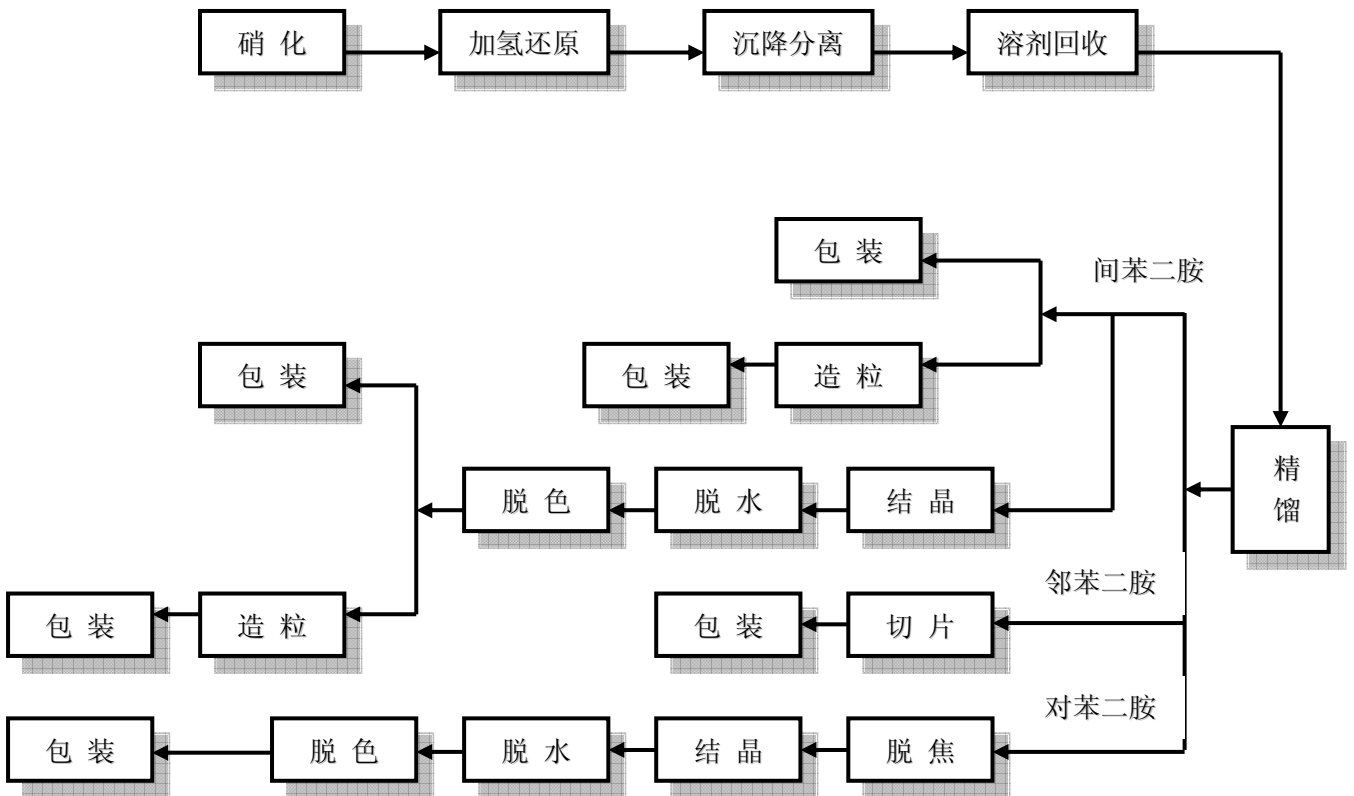 硝 化
加氢还原
沉降分离
溶剂回收
包 装
间苯二胺
包 装
包 装
造 粒
精
馏
脱 色
脱 水
结 晶
邻苯二胺
包 装
造 粒
包 装
切 片
对苯二胺
包 装
脱 色
脱 水
结 晶
脱 焦